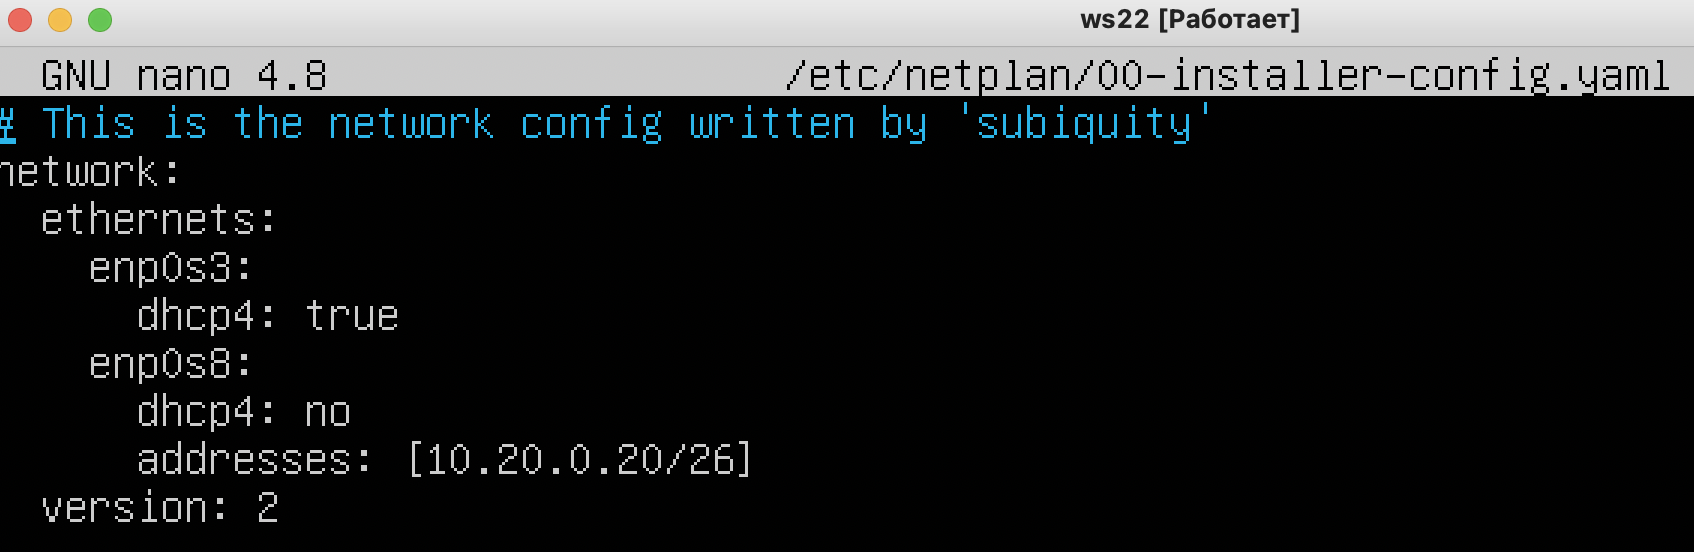 ws22 [Работает]
GNU nano 4.8 /etc/netplan/00-installer-config.yaml
# This is the network config written by 'subiquity'
network:
  ethernets:
    enp0s3:
      dhcp4: true
    enp0s8:
      dhcp4: no
      addresses: [10.20.0.20/26]
  version: 2